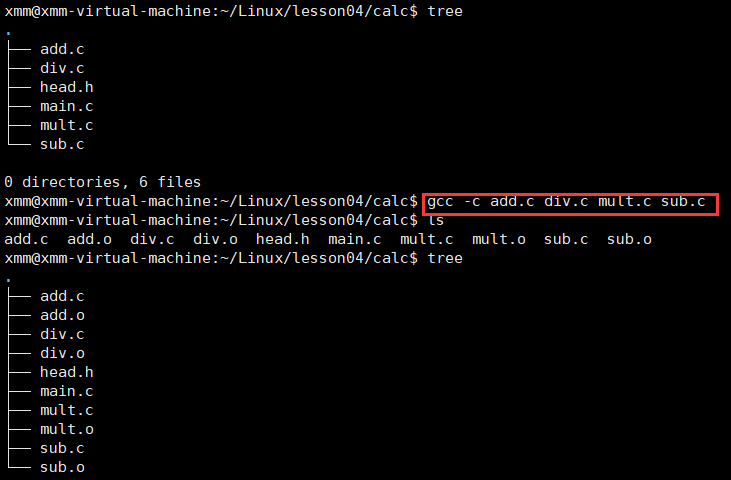 xmm@xmm-virtual-machine:~/Linux/lesson04/calc$ tree
.
├── add.c
├── div.c
├── head.h
├── main.c
├── mult.c
└── sub.c
0 directories, 6 files
xmm@xmm-virtual-machine:~/Linux/lesson04/calc$ gcc -c add.c div.c mult.c sub.c
xmm@xmm-virtual-machine:~/Linux/lesson04/calc$ ls
add.c  add.o  div.c  div.o  head.h  main.c  mult.c  mult.o  sub.c  sub.o
xmm@xmm-virtual-machine:~/Linux/lesson04/calc$ tree
.
├── add.c
├── add.o
├── div.c
├── div.o
├── head.h
├── main.c
├── mult.c
├── mult.o
├── sub.c
└── sub.o